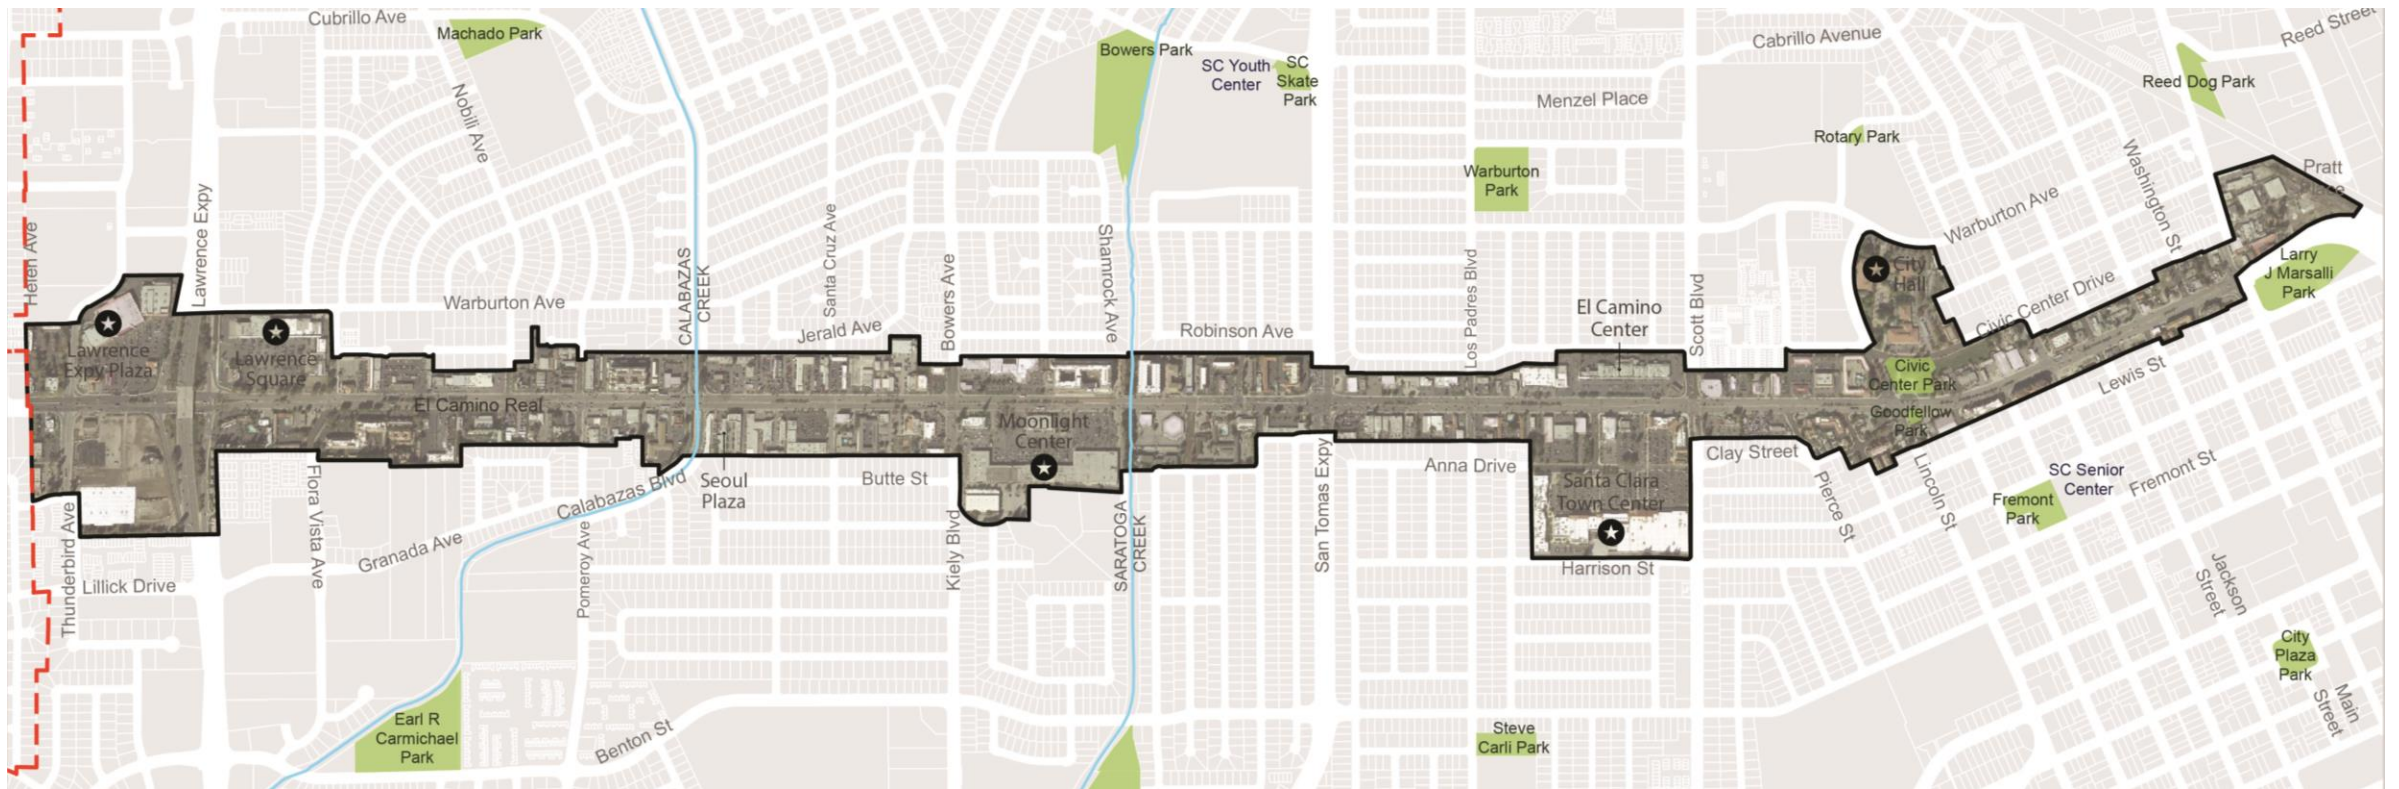 Cubrillo Ave
Machado Park
Bowers Park
SC Youth
Center
SC
Skate
Park
Cabrillo Avenue
Reed Street
Reed Dog Park
Menzel Place
Nobili Ave
Rotary Park
Washington St
Pratt
Warburton
Park
Lawrence Expy
Helen Ave
Santa Cruz Ave
Shamrock Ave
Warburton Ave
CALABAZAS
CREEK
Bowers Ave
Los Padres Blvd
Scott Blvd
City
Hall
Larry
J Marsalli
Park
Civic Center Drive
Warburton Ave
Jerald Ave
Robinson Ave
El Camino
Center
Lawrence
Expy Plaza
Lawrence
Square
El Camino Real
Civic
Center Park
Goodfellow
Park
Lewis St
Moonlight
Center
Seoul
Plaza
Butte St
Calabazas Blvd
Granada Ave
Flora Vista Ave
Thunderbird Ave
Lillick Drive
Pomeroy Ave
Kiely Blvd
SARATOGA
CREEK
San Tomas Expy
Anna Drive
Santa Clara
Town Center
Harrison St
Clay Street
Pierce St
Lincoln St
SC Senior
Center
Fremont
Park
Fremont St
Jackson
Street
City
Plaza
Park
Main
Street
Earl R
Carmichael
Park
Benton St
Steve
Carli Park